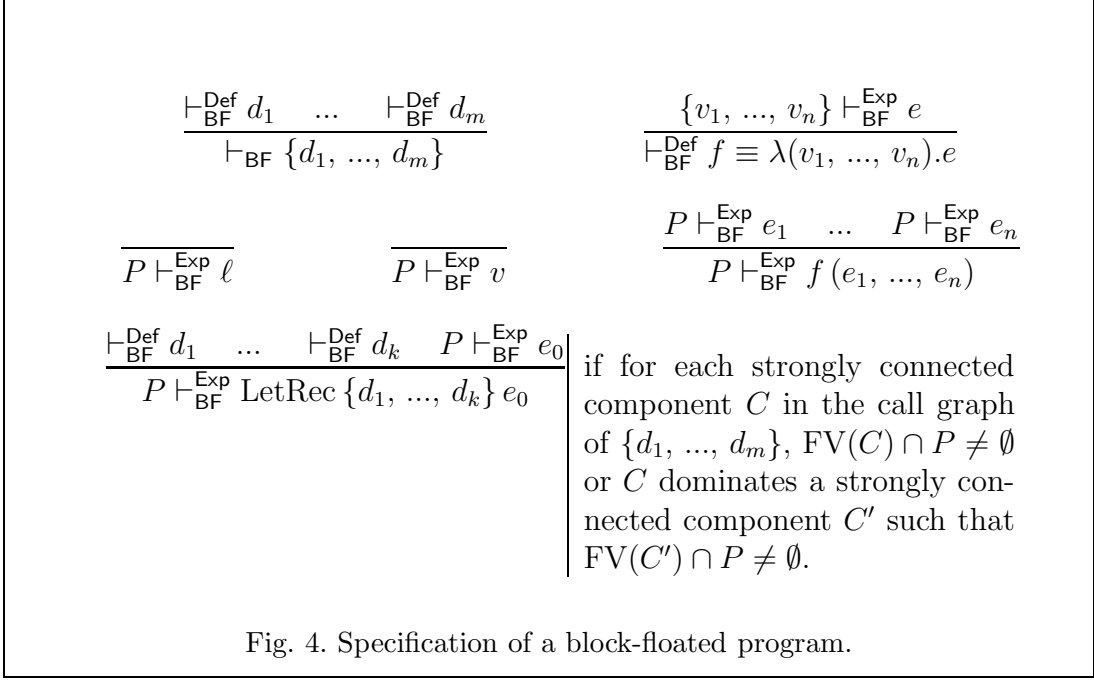 ⊢^Def_BF d_1 ... ⊢^Def_BF d_m
⊢_BF {d_1, ..., d_m}
{v_1, ..., v_n} ⊢^Exp_BF e
⊢^Def_BF f ≡ λ(v_1, ..., v_n).e
P ⊢^Exp_BF ℓ
P ⊢^Exp_BF v
P ⊢^Exp_BF e_1 ... P ⊢^Exp_BF e_n
P ⊢^Exp_BF f (e_1, ..., e_n)
⊢^Def_BF d_1 ... ⊢^Def_BF d_k P ⊢^Exp_BF e_0
P ⊢^Exp_BF LetRec {d_1, ..., d_k} e_0
if for each strongly connected
component C in the call graph
of {d_1, ..., d_m}, FV(C) ∩ P ≠ ∅
or C dominates a strongly con-
nected component C′ such that
FV(C′) ∩ P ≠ ∅.
Fig. 4. Specification of a block-floated program.